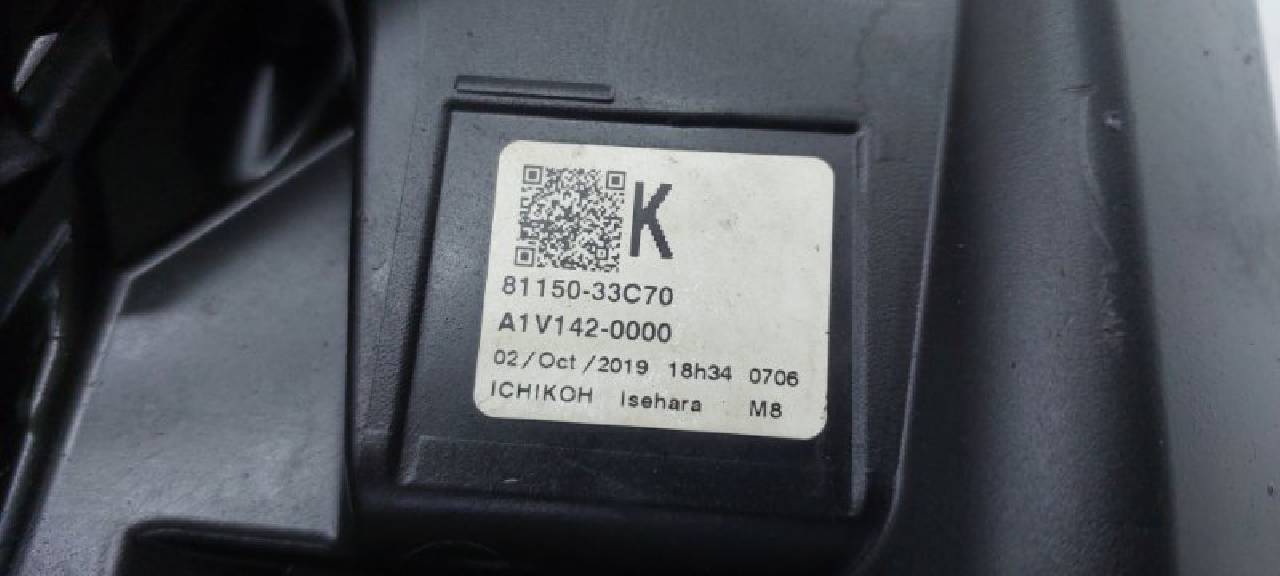 K
81150-33C70
A1V142-0000
02/Oct/2019 18h34 0706
ICHIKOH Isehara M8